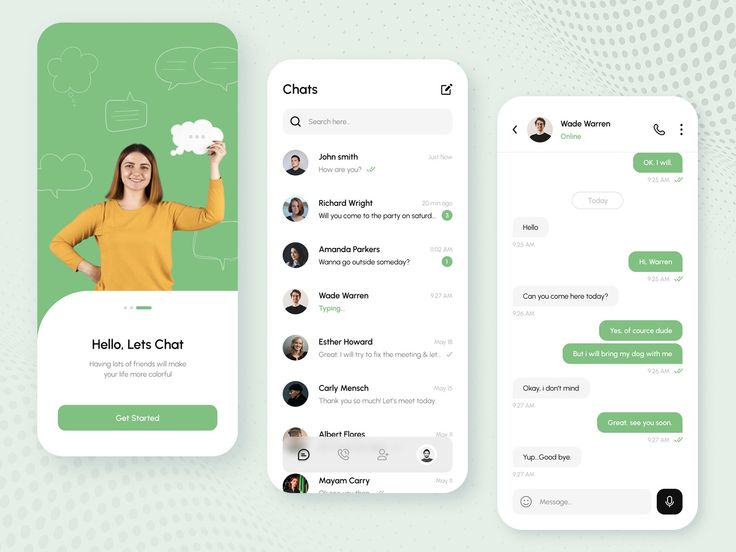 Hello, Lets Chat
Having lots of friends will make
your life more colorful
Get Started
Chats
Search here..
John smith
Just Now
How are you?
Richard Wright
20 min ago
Will you come to the party on saturd...
3
Amanda Parkers
11:02 AM
Wanna go outside someday?
1
Wade Warren
9:27 AM
Typing...
Esther Howard
May 18
Great. I will try to fix the meeting & let..
Carly Mensch
May 15
Thank you so much! Let's meet today.
Albert Flores
May 11
Mayam Carry
May 11
Wade Warren
Online
OK. I will.
9:25 AM
Today
Hello
9:25 AM
Hi, Warren
9:25 AM
Can you come here today?
9:26 AM
Yes, of cource dude
But i will bring my dog with me
9:26 AM
Okay, i don't mind
9:27 AM
Great. see you soon.
9:27 AM
Yup..Good bye.
9:27 AM
Message...